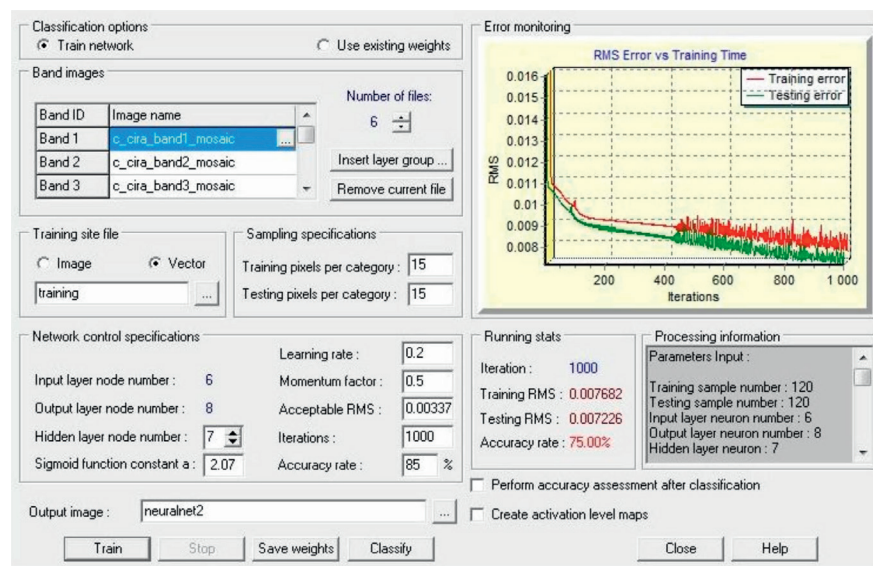 Classification options
Train network
Use existing weights
Band images
Number of files:
6
Band ID Image name
Band 1 c_cira_band1_mosaic ...
Band 2 c_cira_band2_mosaic
Band 3 c_cira_band3_mosaic
Insert layer group ...
Remove current file
Training site file
Image
Vector
training ...
Sampling specifications
Training pixels per category : 15
Testing pixels per category : 15
Network control specifications
Input layer node number : 6
Output layer node number : 8
Hidden layer node number : 7
Sigmoid function constant a : 2.07
Learning rate : 0.2
Momentum factor : 0.5
Acceptable RMS : 0.00337
Iterations : 1000
Accuracy rate : 85 %
Output image : neuralnet2 ...
Train
Stop
Save weights
Classify
Error monitoring
RMS Error vs Training Time
Training error
Testing error
RMS
0.016
0.015
0.014
0.013
0.012
0.011
0.01
0.009
0.008
200 400 600 800 1 000
Iterations
Running stats
Iteration : 1000
Training RMS : 0.007682
Testing RMS : 0.007226
Accuracy rate : 75.00%
Processing information
Parameters Input :
Training sample number : 120
Testing sample number : 120
Input layer neuron number : 6
Output layer neuron number : 8
Hidden layer neuron : 7
Perform accuracy assessment after classification
Create activation level maps
Close
Help